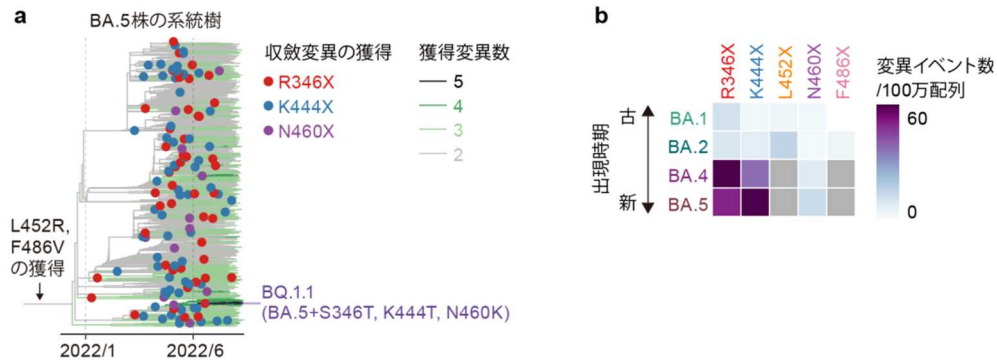 a
BA.5株の系統樹
収斂変異の獲得
R346X
K444X
N460X
獲得変異数
5
4
3
2
L452R,
F486V
の獲得
BQ.1.1
(BA.5+S346T, K444T, N460K)
2022/1
2022/6
b
R346X
K444X
L452X
N460X
F486X
出現時期
古
新
BA.1
BA.2
BA.4
BA.5
変異イベント数
/100万配列
60
0